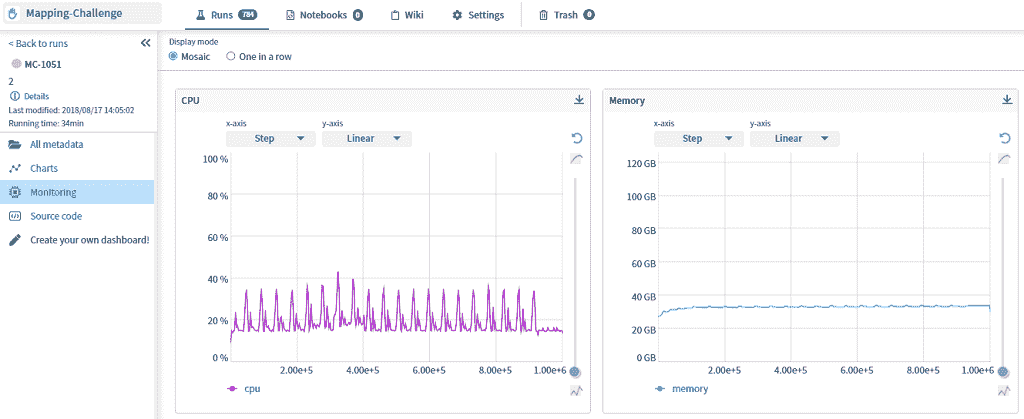 Mapping-Challenge
Runs 784
Notebooks 0
Wiki
Settings
Trash 0
< Back to runs
MC-1051
2
Details
Last modified: 2018/08/17 14:05:02
Running time: 34min
All metadata
Charts
Monitoring
Source code
Create your own dashboard!
Display mode
Mosaic One in a row
CPU
x-axis y-axis
Step Linear
100 %
80 %
60 %
40 %
20 %
0 %
2.00e+5 4.00e+5 6.00e+5 8.00e+5 1.00e+6
cpu
Memory
x-axis y-axis
Step Linear
120 GB
100 GB
80 GB
60 GB
40 GB
20 GB
0 GB
2.00e+5 4.00e+5 6.00e+5 8.00e+5 1.00e+6
memory